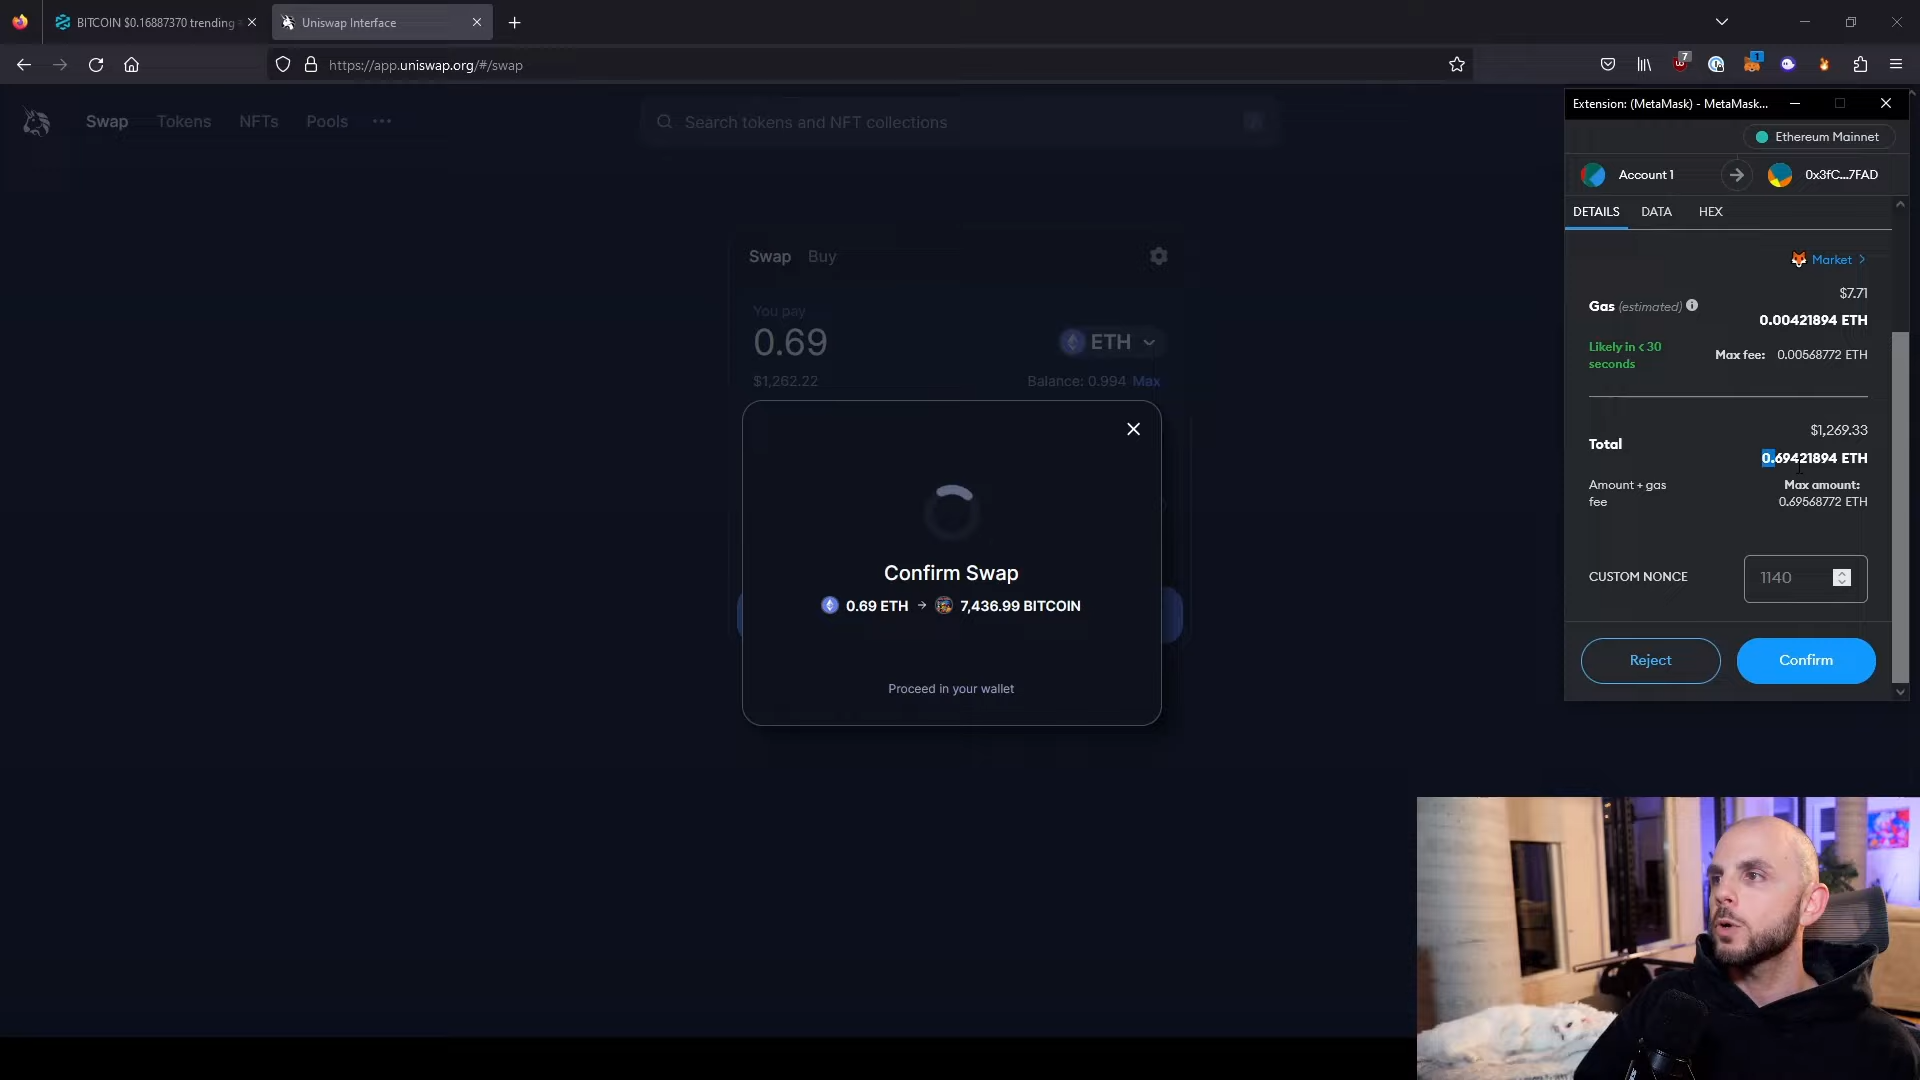 BITCOIN $0.16887370 trending
Uniswap Interface
https://app.uniswap.org/#/swap
7
1
Extension: (MetaMask) - MetaMask...
Swap
Tokens
NFTs
Pools
Search tokens and NFT collections
/
Ethereum Mainnet
Account 1
0x3fC...7FAD
DETAILS
DATA
HEX
Market >
$7.71
Gas (estimated)
0.00421894 ETH
Likely in < 30
seconds
Max fee: 0.00568772 ETH
$1,269.33
Total
0.69421894 ETH
Amount + gas
fee
Max amount:
0.69568772 ETH
CUSTOM NONCE
1140
Reject
Confirm
Swap
Buy
You pay
0.69
ETH
$1,262.22
Balance: 0.994 Max
Confirm Swap
0.69 ETH → 7,436.99 BITCOIN
Proceed in your wallet